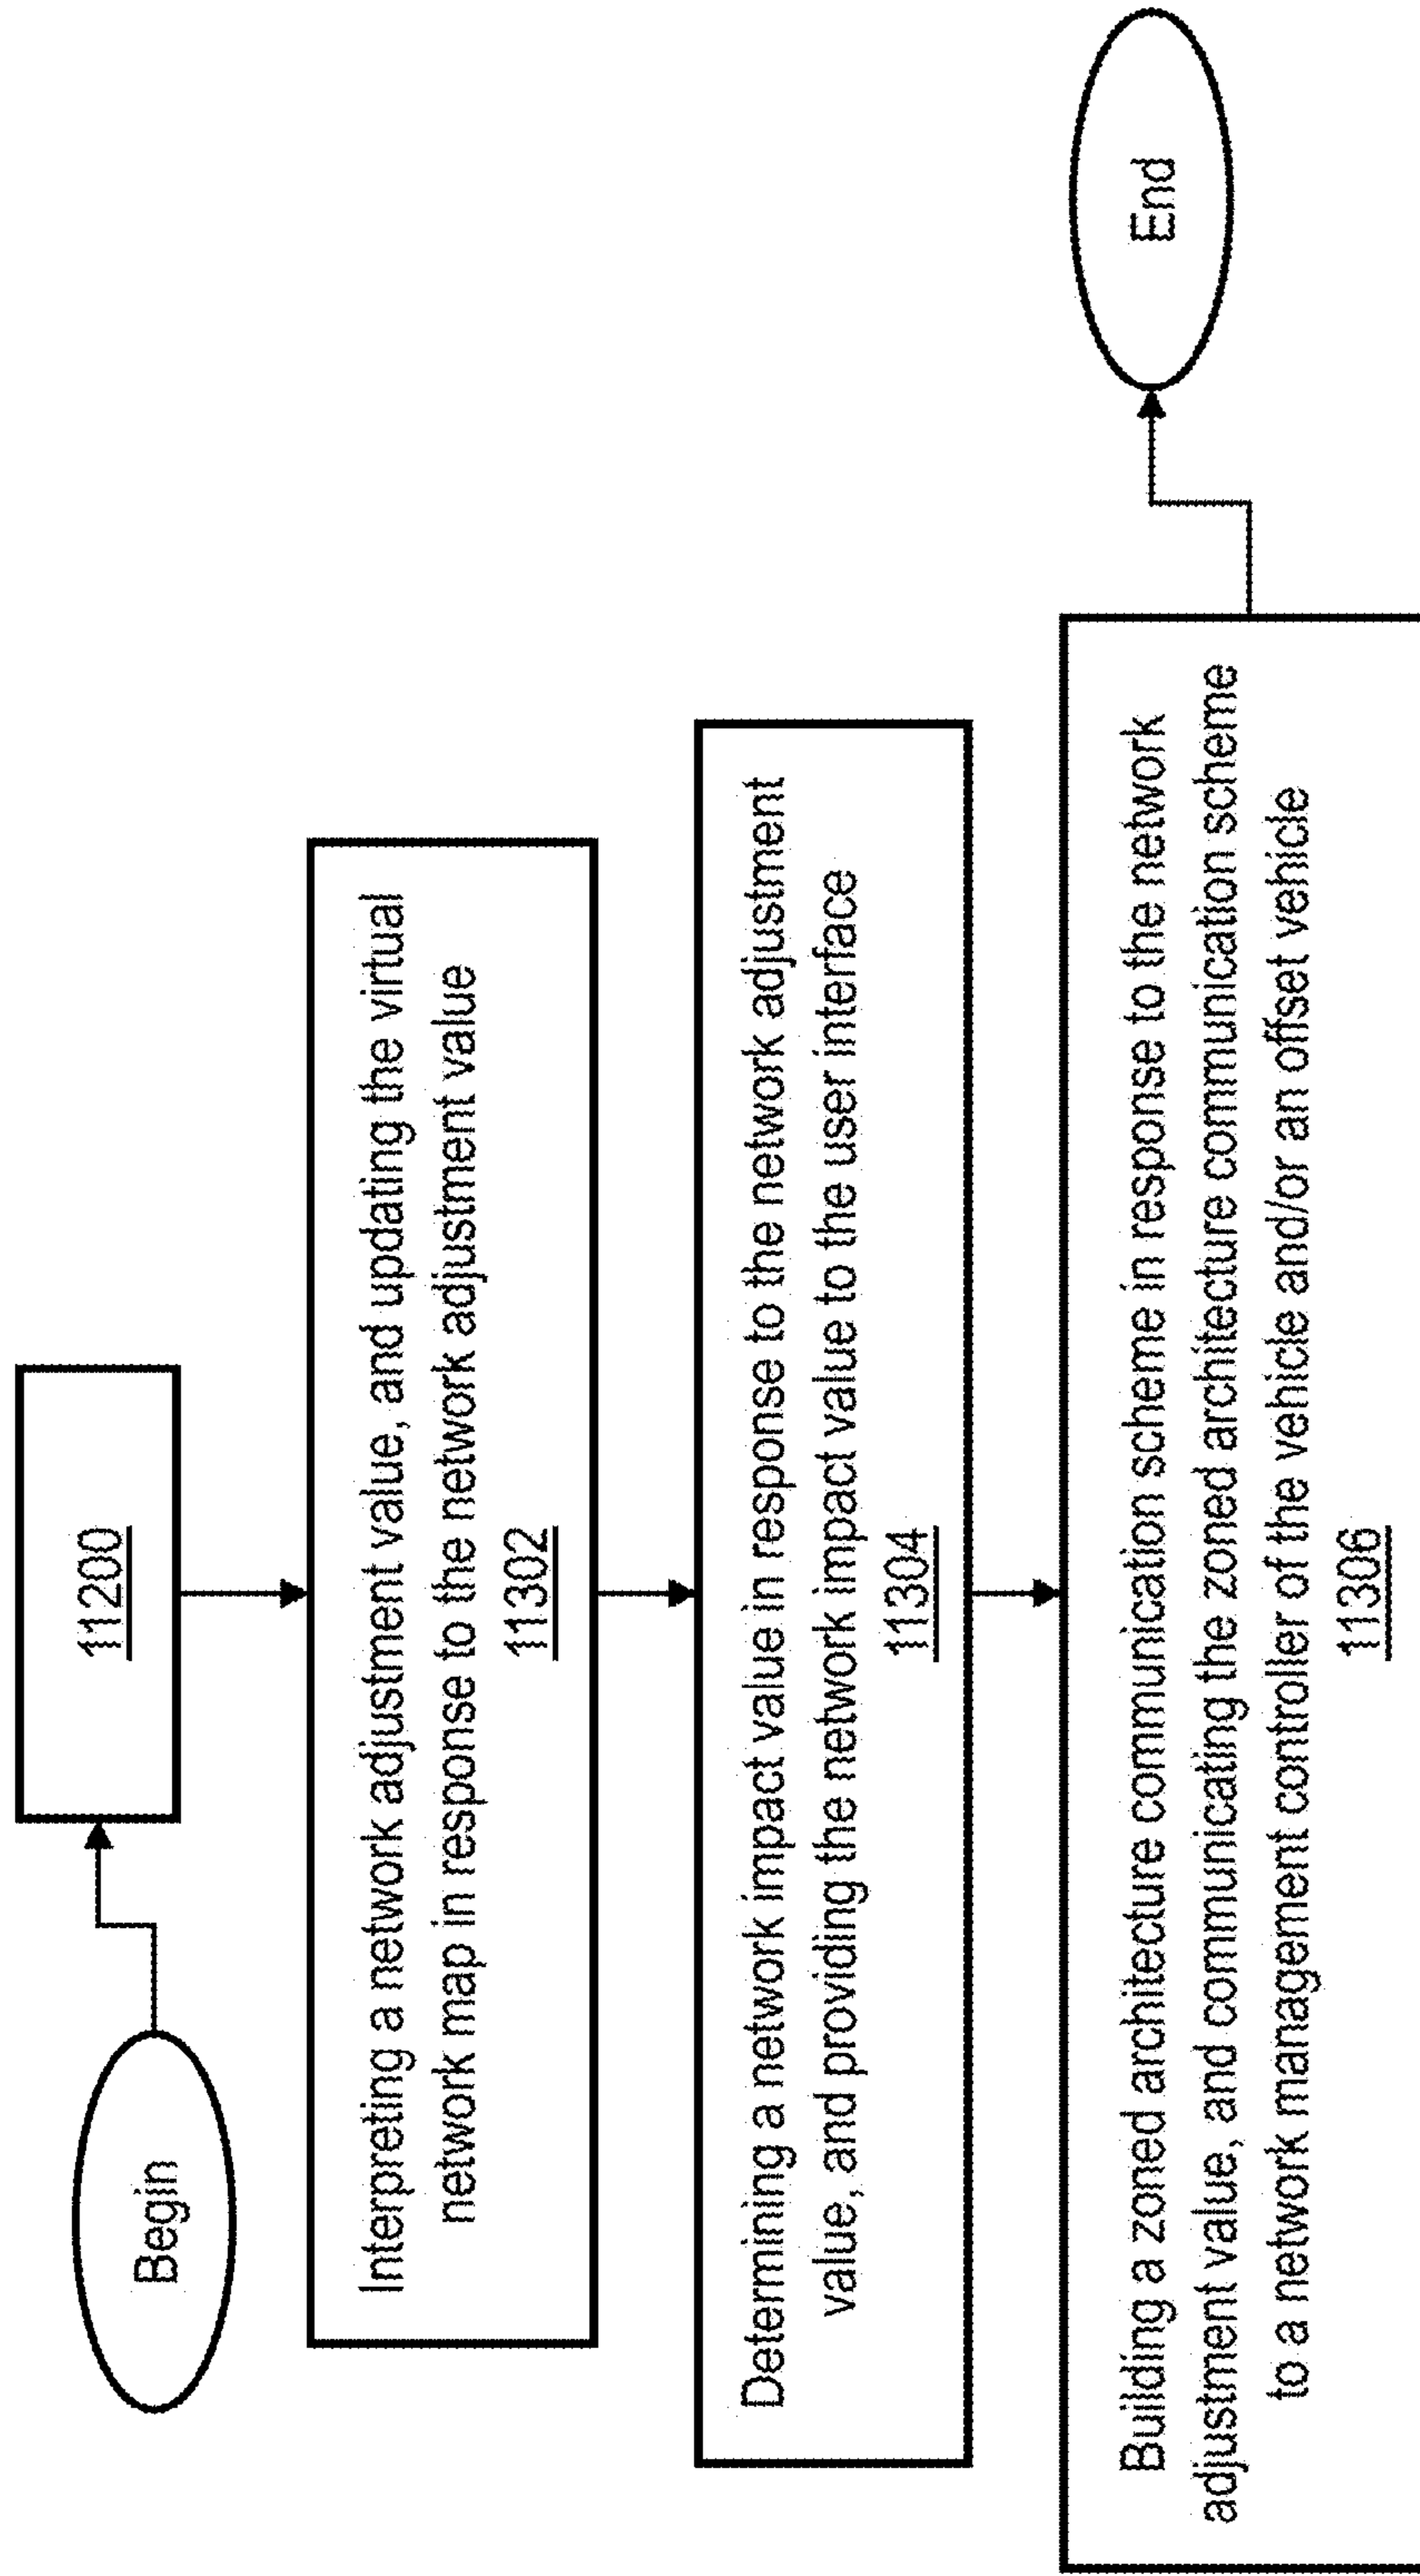 Begin
11200
Interpreting a network adjustment value, and updating the virtual
network map in response to the network adjustment value
11302
Determining a network impact value in response to the network adjustment
value, and providing the network impact value to the user interface
11304
Building a zoned architecture communication scheme in response to the network
adjustment value, and communicating the zoned architecture communication scheme
to a network management controller of the vehicle and/or an offset vehicle
11306
End